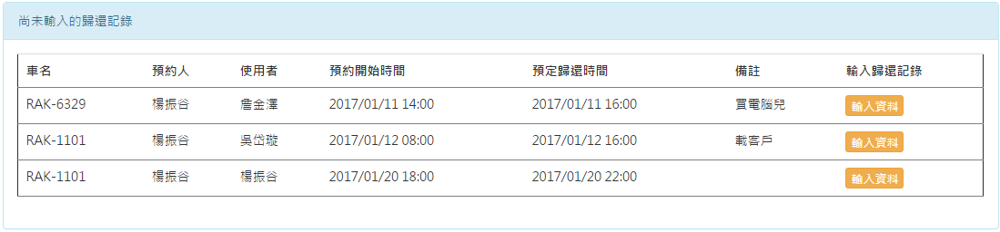 尚未輸入的歸還記錄
車名 預約人 使用者 預約開始時間 預定歸還時間 備註 輸入歸還記錄
RAK-6329 楊振谷 詹金澤 2017/01/11 14:00 2017/01/11 16:00 買電腦兒 輸入資料
RAK-1101 楊振谷 吳岱璇 2017/01/12 08:00 2017/01/12 16:00 載客戶 輸入資料
RAK-1101 楊振谷 楊振谷 2017/01/20 18:00 2017/01/20 22:00 輸入資料